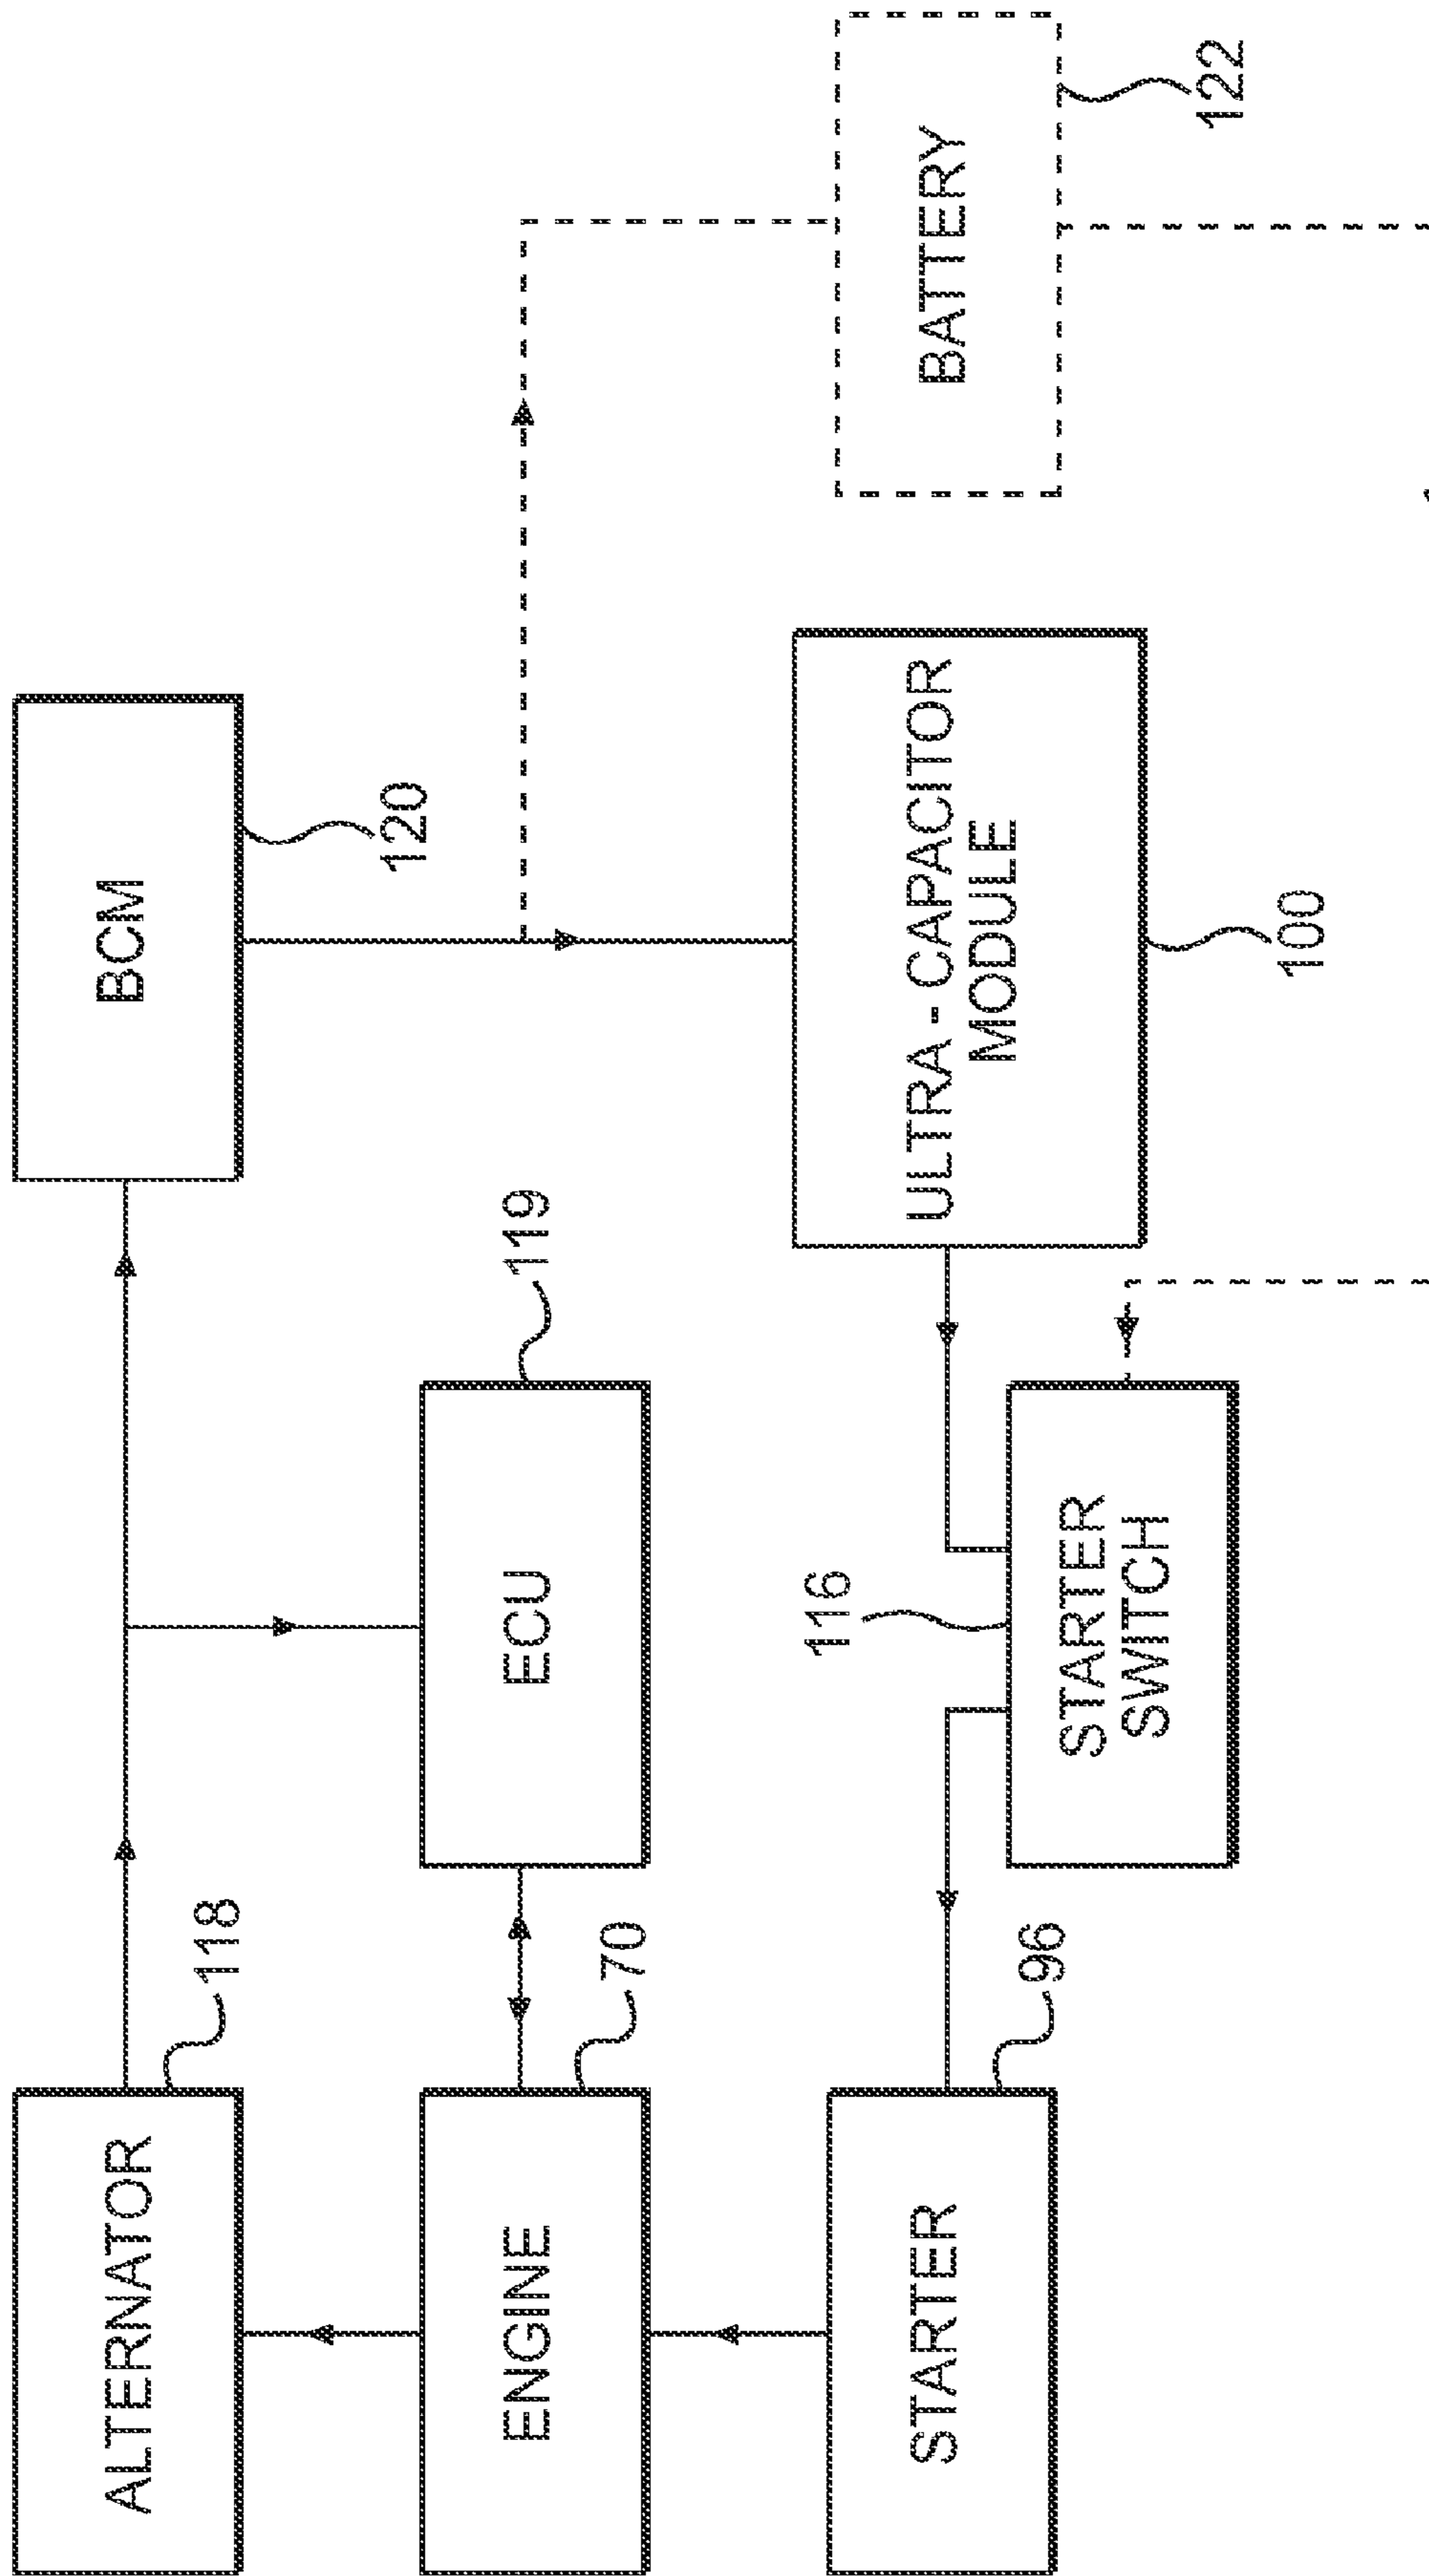 ALTERNATOR
118
BCM
120
ENGINE
70
ECU
119
STARTER
96
116
STARTER
SWITCH
ULTRA - CAPACITOR
MODULE
100
BATTERY
122